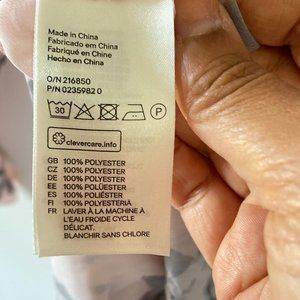 Made in China
Fabricado em China
Fabriqué en Chine
Hecho en China
O/N 216850
P/N 0235982 0
30
P
clevercare.info
GB 100% POLYESTER
CZ 100% POLYESTER
DE 100% POLYESTER
EE 100% POLÜESTER
ES 100% POLIÉSTER
FI 100% POLYESTERIÄ
FR LAVER À LA MACHINE À
L'EAU FROIDE CYCLE
DÉLICAT.
BLANCHIR SANS CHLORE